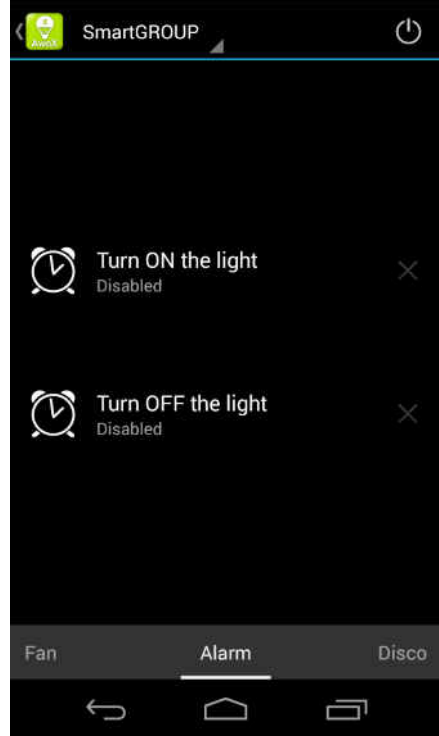 SmartGROUP
Turn ON the light
Disabled
Turn OFF the light
Disabled
Fan
Alarm
Disco